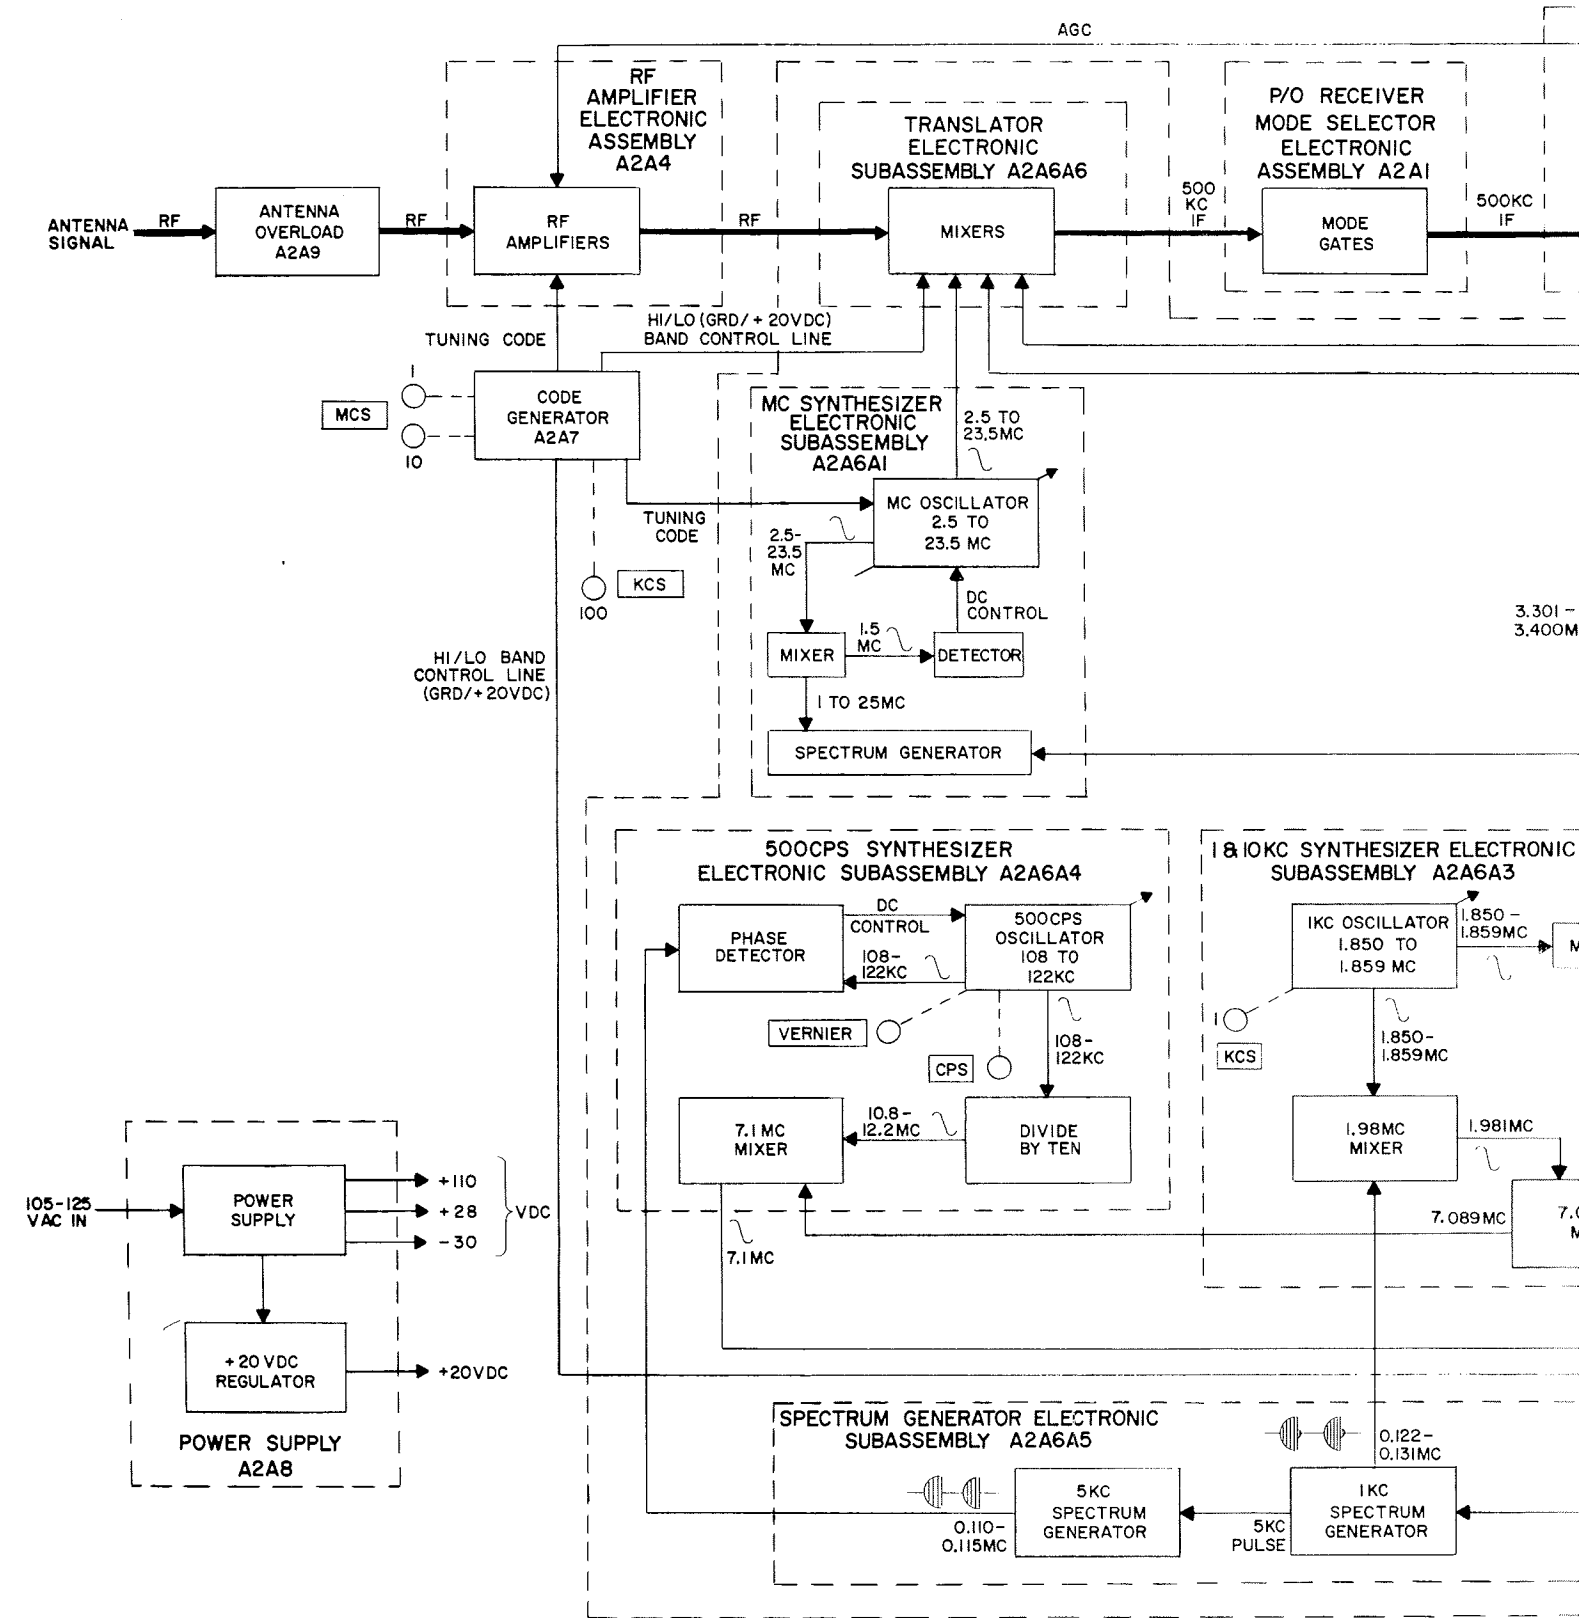 AGC
RF
AMPLIFIER
ELECTRONIC
ASSEMBLY
A2A4
TRANSLATOR
ELECTRONIC
SUBASSEMBLY A2A6A6
P/O RECEIVER
MODE SELECTOR
ELECTRONIC
ASSEMBLY A2A1
ANTENNA
SIGNAL
RF
ANTENNA
OVERLOAD
A2A9
RF
RF
AMPLIFIERS
RF
MIXERS
500
KC
IF
MODE
GATES
500KC
IF
TUNING CODE
HI/LO (GRD/+20VDC)
BAND CONTROL LINE
MCS
1
10
CODE
GENERATOR
A2A7
TUNING
CODE
KCS
100
HI/LO BAND
CONTROL LINE
(GRD/+20VDC)
MC SYNTHESIZER
ELECTRONIC
SUBASSEMBLY
A2A6A1
2.5 TO
23.5MC
MC OSCILLATOR
2.5 TO
23.5 MC
2.5-
23.5
MC
DC
CONTROL
MIXER
1.5
MC
DETECTOR
1 TO 25MC
SPECTRUM GENERATOR
3.301-
3.400M
500CPS SYNTHESIZER
ELECTRONIC SUBASSEMBLY A2A6A4
PHASE
DETECTOR
DC
CONTROL
108-
122KC
500CPS
OSCILLATOR
108 TO
122KC
VERNIER
CPS
108-
122KC
7.1 MC
MIXER
10.8-
12.2MC
DIVIDE
BY TEN
7.1MC
1 & 10KC SYNTHESIZER ELECTRONIC
SUBASSEMBLY A2A6A3
1KC OSCILLATOR
1.850 TO
1.859 MC
1.850-
1.859MC
M
1
KCS
1.850-
1.859MC
1.98MC
MIXER
1.981MC
7.089MC
7.0
M
105-125
VAC IN
POWER
SUPPLY
+110
+28
-30
VDC
+20 VDC
REGULATOR
+20VDC
POWER SUPPLY
A2A8
SPECTRUM GENERATOR ELECTRONIC
SUBASSEMBLY A2A6A5
0.110-
0.115MC
5KC
SPECTRUM
GENERATOR
5KC
PULSE
1KC
SPECTRUM
GENERATOR
0.122-
0.131MC